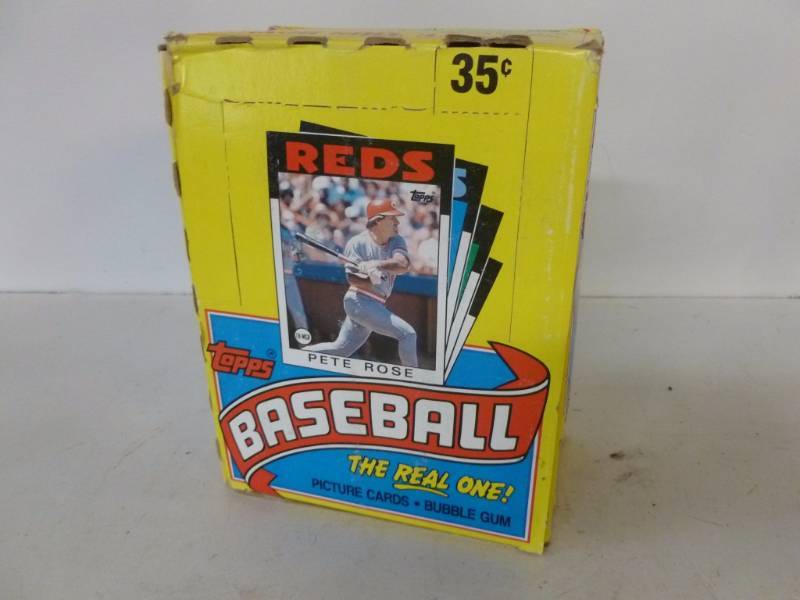 35¢
REDS
S
topps
PETE ROSE
topps
BASEBALL
THE REAL ONE!
PICTURE CARDS • BUBBLE GUM